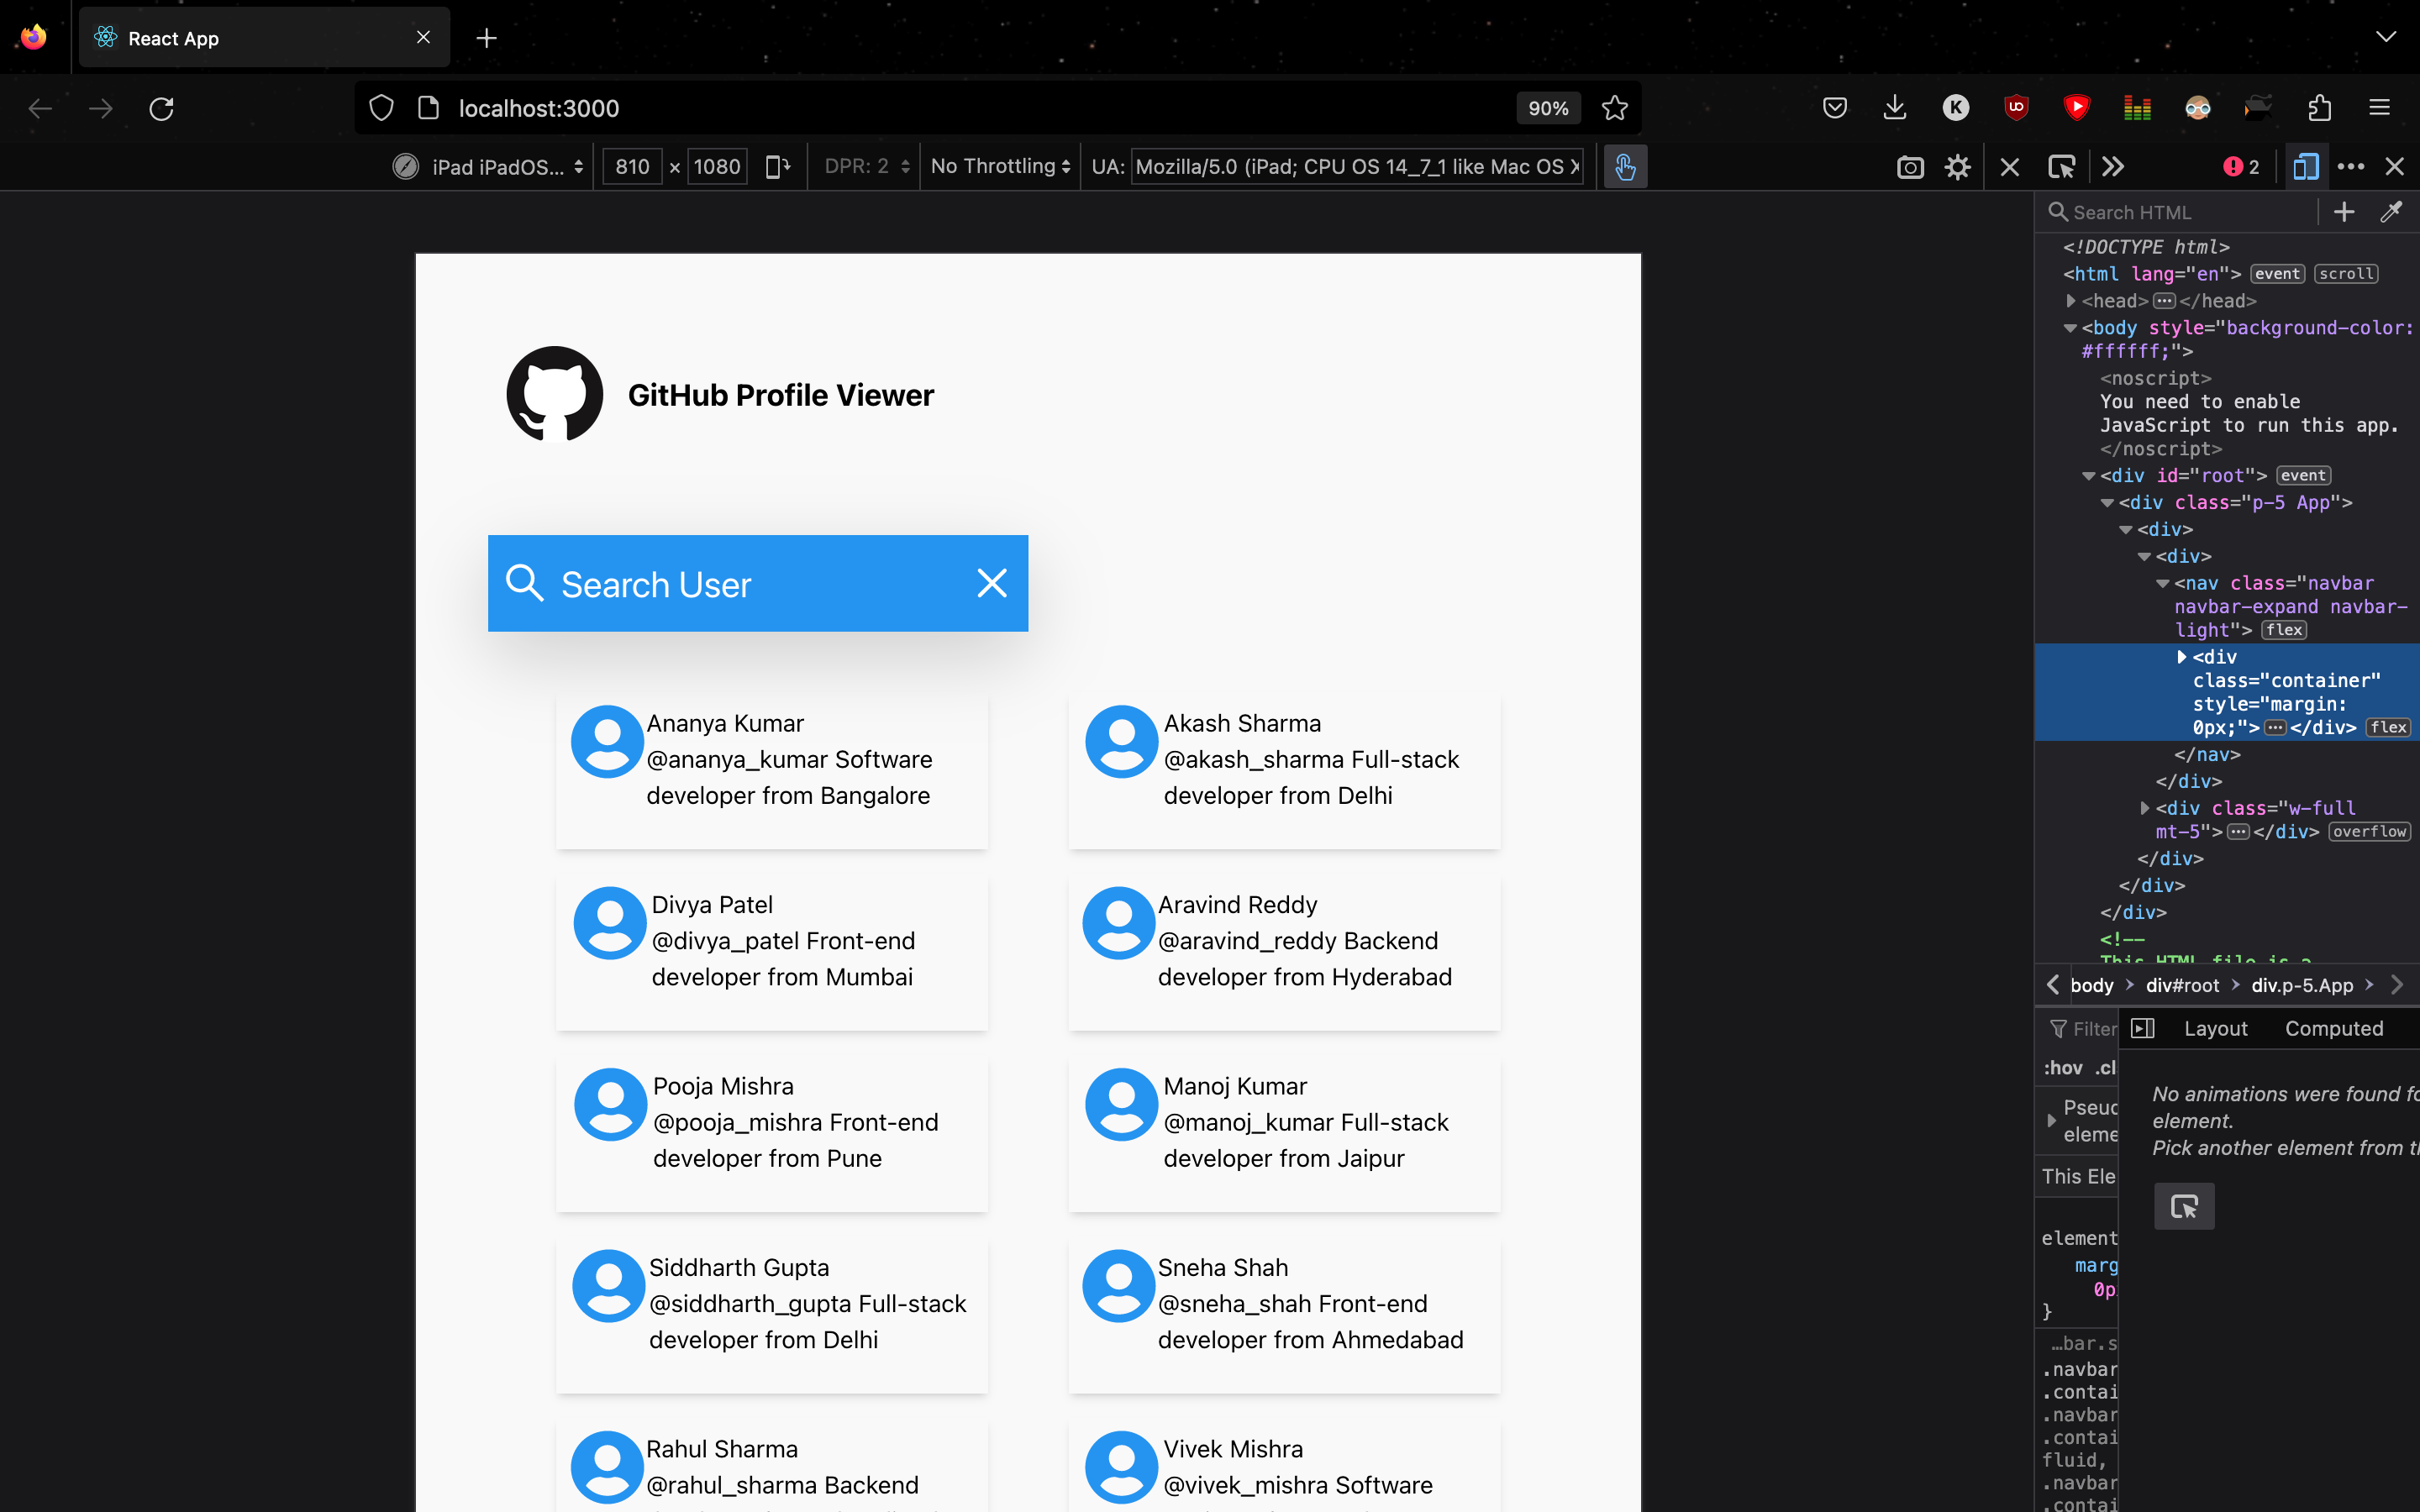 React App
localhost:3000
90%
iPad iPadOS...
810 × 1080
DPR: 2
No Throttling
UA: Mozilla/5.0 (iPad; CPU OS 14_7_1 like Mac OS X
2
GitHub Profile Viewer
Search User
Ananya Kumar
@ananya_kumar Software
developer from Bangalore
Akash Sharma
@akash_sharma Full-stack
developer from Delhi
Divya Patel
@divya_patel Front-end
developer from Mumbai
Aravind Reddy
@aravind_reddy Backend
developer from Hyderabad
Pooja Mishra
@pooja_mishra Front-end
developer from Pune
Manoj Kumar
@manoj_kumar Full-stack
developer from Jaipur
Siddharth Gupta
@siddharth_gupta Full-stack
developer from Delhi
Sneha Shah
@sneha_shah Front-end
developer from Ahmedabad
Rahul Sharma
@rahul_sharma Backend
Vivek Mishra
@vivek_mishra Software
Search HTML
<!DOCTYPE html>
<html lang="en"> event scroll
<head> ... </head>
<body style="background-color:
#ffffff;">
<noscript>
You need to enable
JavaScript to run this app.
</noscript>
<div id="root"> event
<div class="p-5 App">
<div>
<div>
<nav class="navbar
navbar-expand navbar-
light"> flex
<div
class="container"
style="margin:
0px;"> ... </div> flex
</nav>
</div>
<div class="w-full
mt-5"> ... </div> overflow
</div>
</div>
</div>
<!--
This HTML file is a
body > div#root > div.p-5.App >
Filter
Layout
Computed
:hov .cl
Pseud
eleme
This Ele
element
marg
0p
}
…bar.s
.navbar
.contai
.navbar
.contai
fluid,
.navbar
.contai
No animations were found fo
element.
Pick another element from t